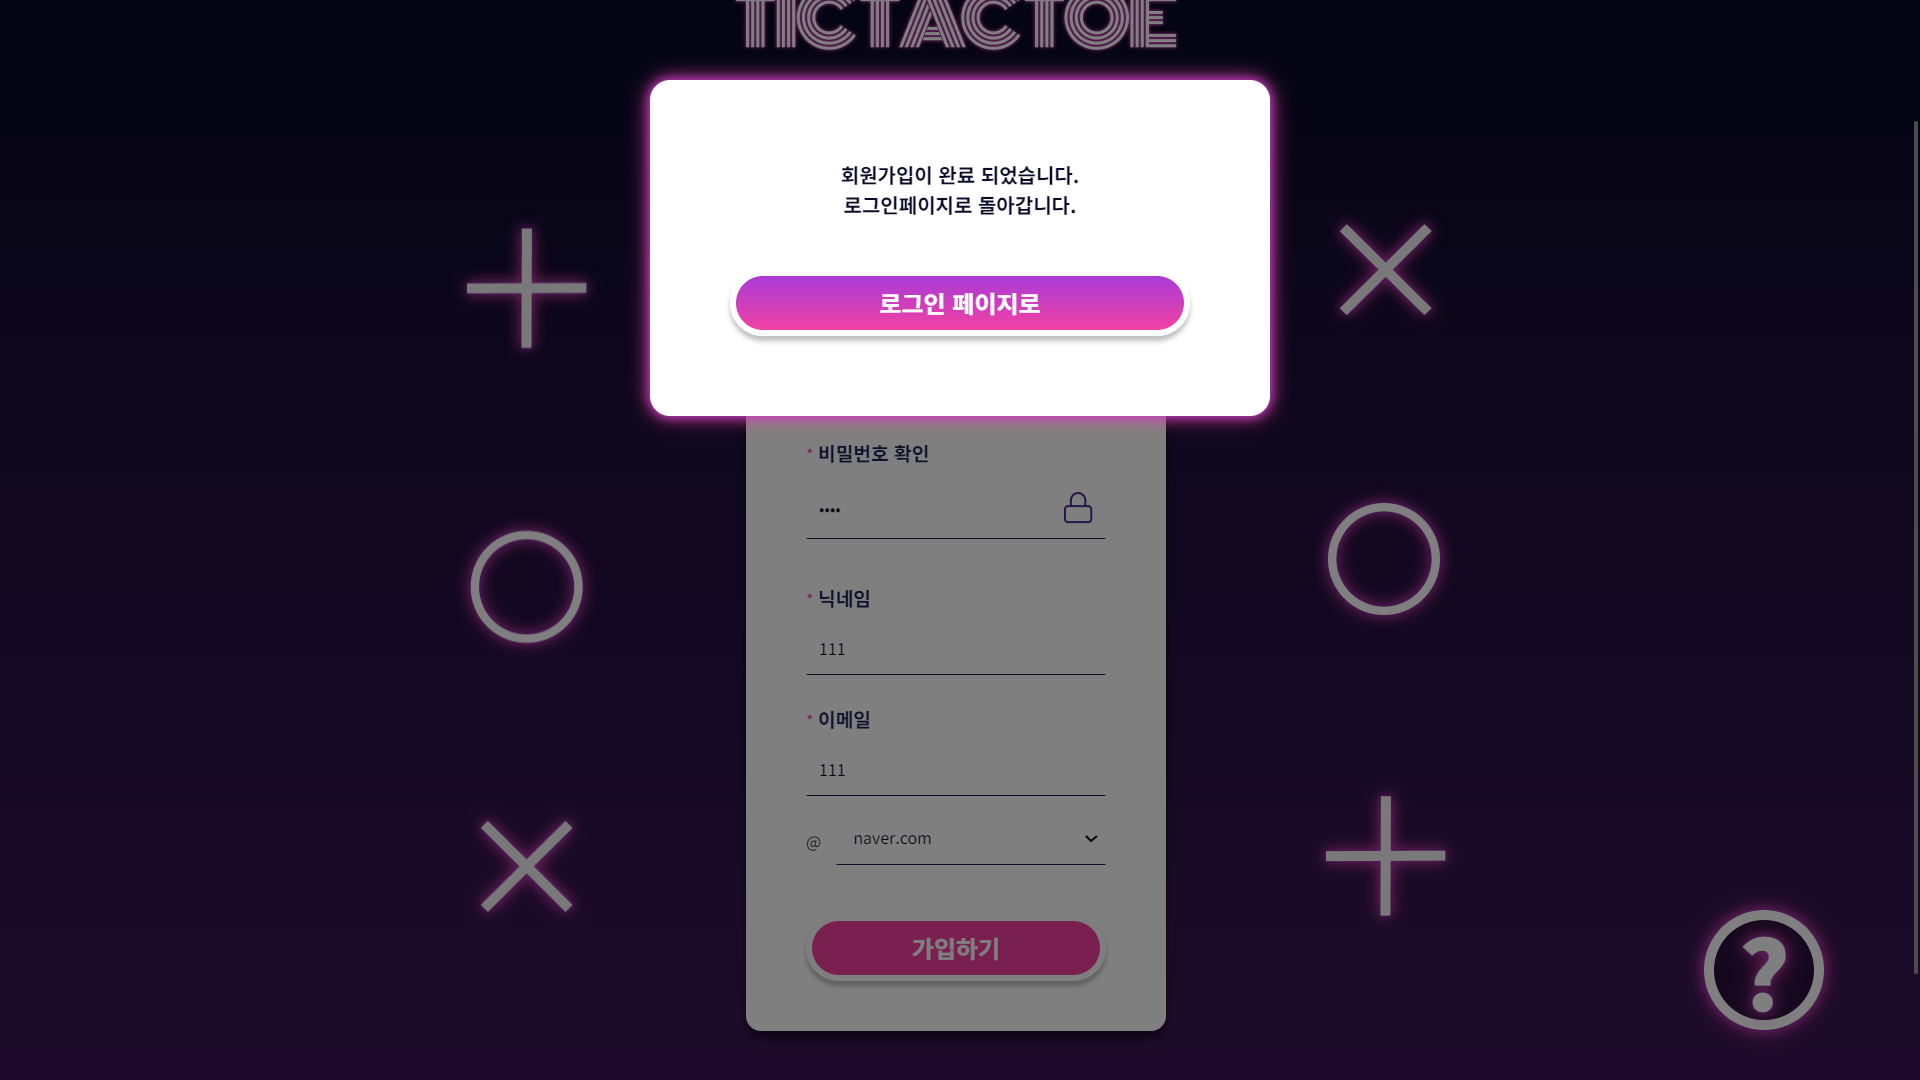 TICTACTOE
회원가입이 완료 되었습니다.
로그인페이지로 돌아갑니다.
로그인 페이지로
* 비밀번호 확인
••••
* 닉네임
111
* 이메일
111
@ naver.com
가입하기
?